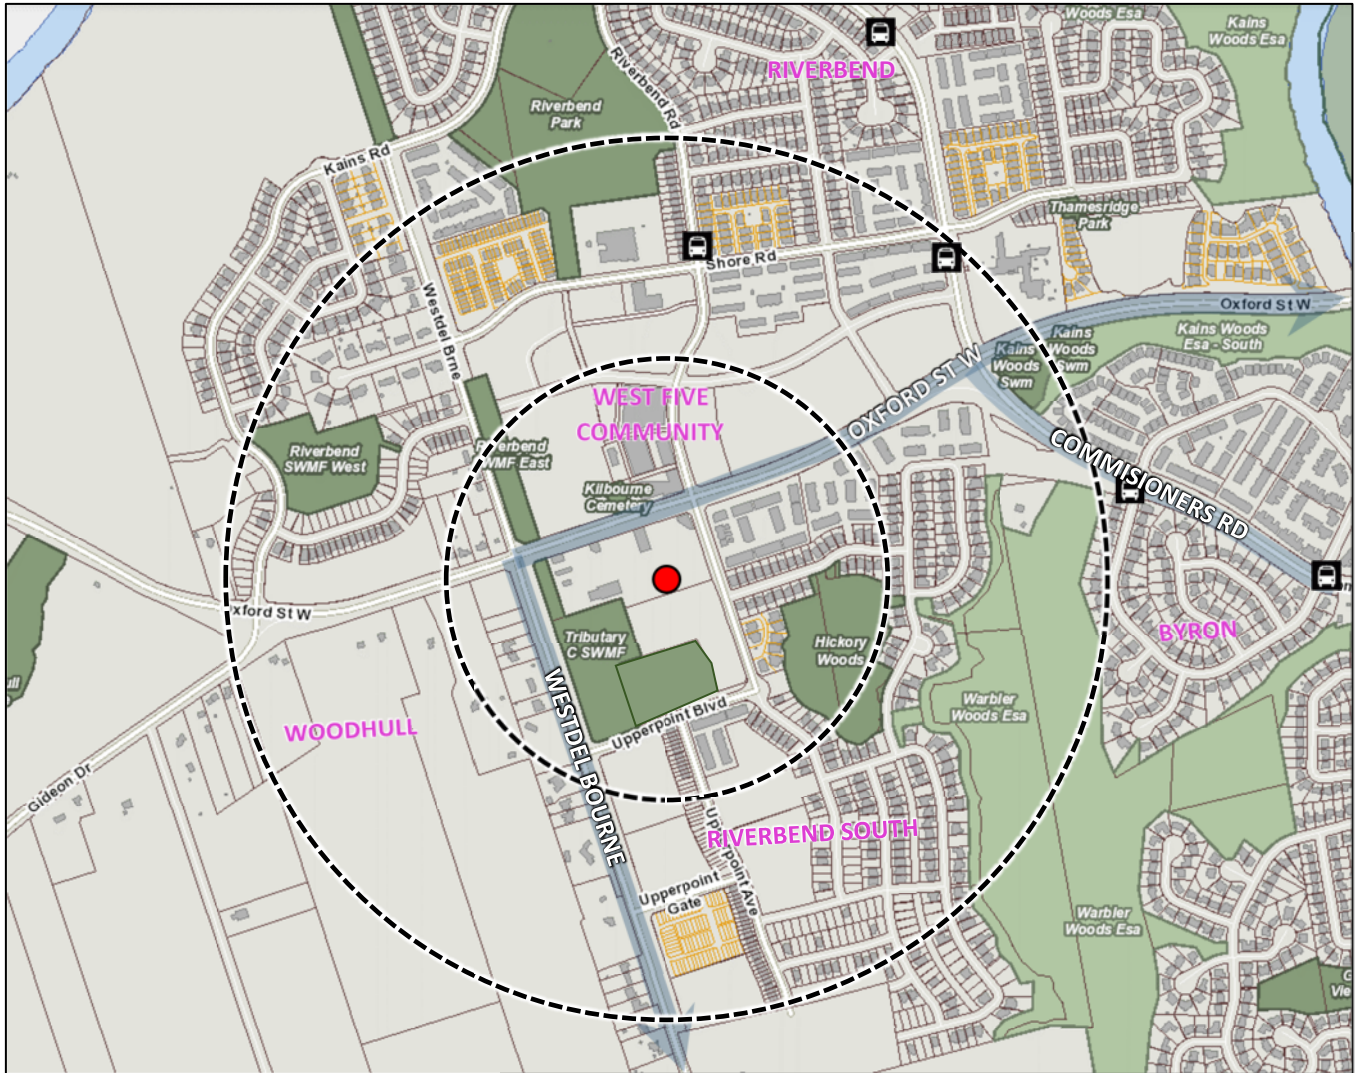 Woods Esa
Kains
Woods Esa
RIVERBEND
Riverbend Rd
Riverbend
Park
Kains Rd
Thamesridge
Park
Shore Rd
Westdel Brne
Oxford St W
Kains Woods
Esa - South
Kains
Woods
Swm
Kains
Woods
Swm
OXFORD ST W
WEST FIVE
COMMUNITY
COMMISIONERS RD
Riverbend
SWMF West
Riverbend
SWMF East
Kilbourne
Cemetery
Oxford St W
BYRON
Tributary
C SWMF
Hickory
Woods
Warbler
Woods Esa
WOODHULL
WESTDEL BOURNE
Upperpoint Blvd
Gideon Dr
RIVERBEND SOUTH
Upperpoint Ave
Upperpoint
Gate
Warbler
Woods Esa